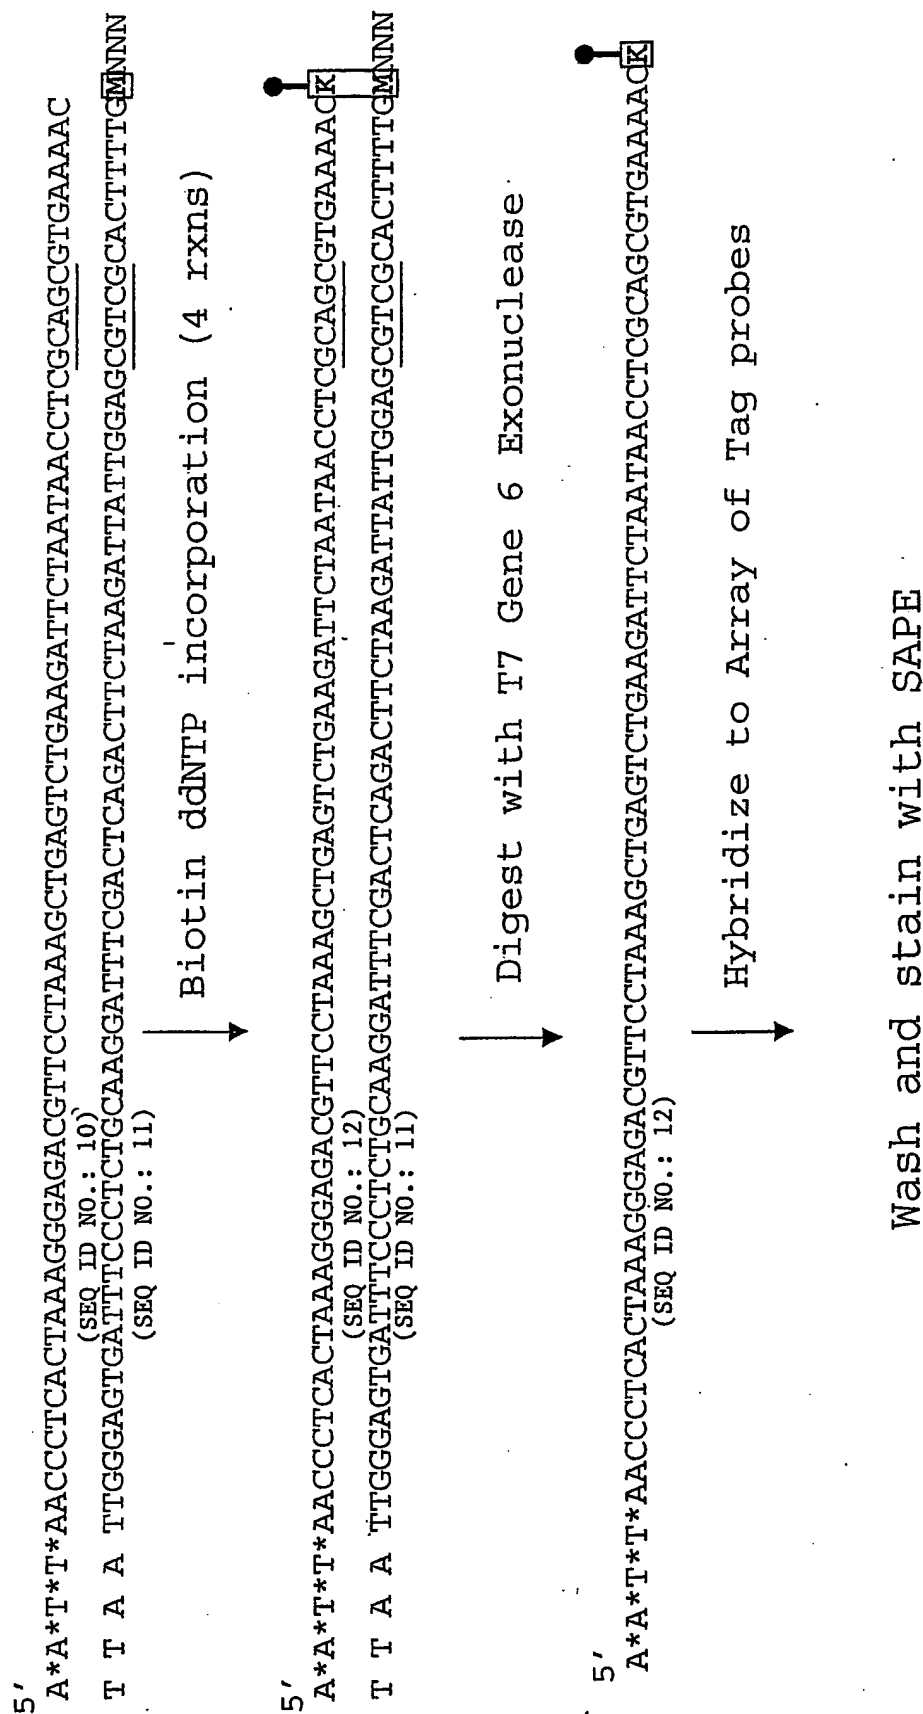 5'
A*A*T*T*AACCCTCACTAAAGGGAGACGTTCCTAAAGCTGAGTCTGAAGATTCTAATAACCTCGCAGCGTGAAAAC
(SEQ ID NO.: 10)
T T A A TTGGGAGTGATTTCCCTCTGCAAGGATTTCGACTCAGACTTCTAAGATTATTGGAGCGTCGCACTTTTGMNNN
(SEQ ID NO.: 11)
Biotin ddNTP incorporation (4 rxns)
5'
A*A*T*T*AACCCTCACTAAAGGGAGACGTTCCTAAAGCTGAGTCTGAAGATTCTAATAACCTCGCAGCGTGAAAACK
(SEQ ID NO.: 12)
T T A A TTGGGAGTGATTTCCCTCTGCAAGGATTTCGACTCAGACTTCTAAGATTATTGGAGCGTCGCACTTTTGMNNN
(SEQ ID NO.: 11)
Digest with T7 Gene 6 Exonuclease
5'
A*A*T*T*AACCCTCACTAAAGGGAGACGTTCCTAAAGCTGAGTCTGAAGATTCTAATAACCTCGCAGCGTGAAAACK
(SEQ ID NO.: 12)
Hybridize to Array of Tag probes
Wash and stain with SAPE